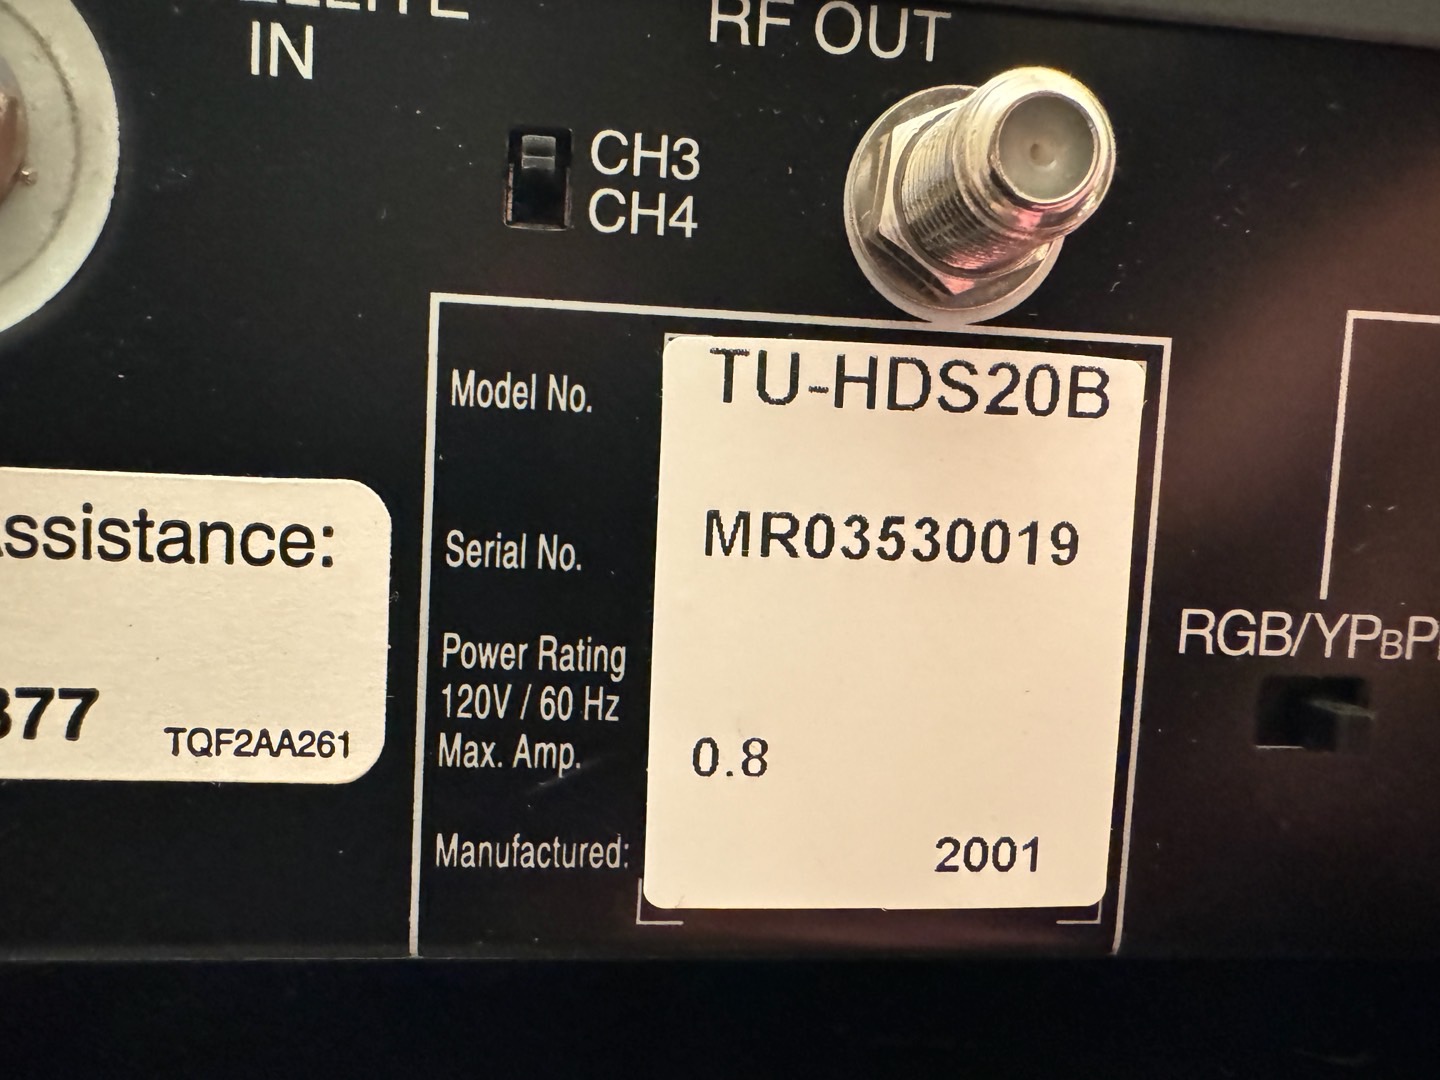 IN
RF OUT
CH3
CH4
Model No. TU-HDS20B
Serial No. MR03530019
Power Rating
120V / 60 Hz
Max. Amp. 0.8
Manufactured: 2001
ssistance:
377
TQF2AA261
RGB/YPBP